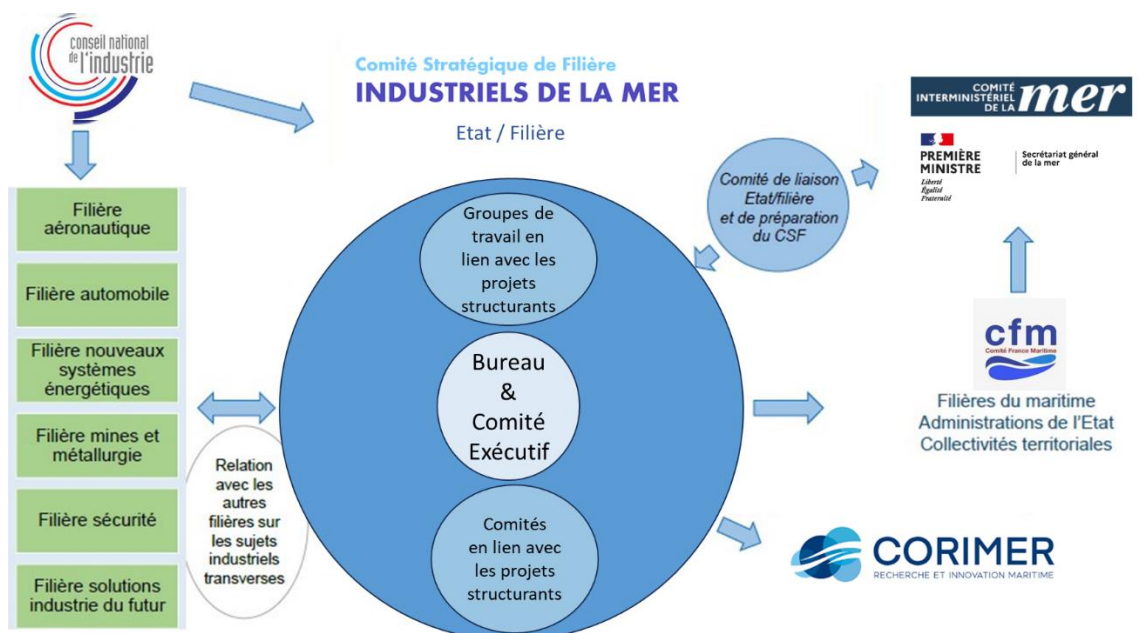 conseil national
de l'industrie
Comité Stratégique de Filière
INDUSTRIELS DE LA MER
Etat / Filière
COMITÉ
INTERMINISTÉRIEL
DE LA
mer
PREMIÈRE
MINISTRE
Liberté
Égalité
Fraternité
Secrétariat général
de la mer
Comité de liaison
Etat/filière
et de préparation
du CSF
Filière
aéronautique
Filière automobile
Filière nouveaux
systèmes
énergétiques
Filière mines et
métallurgie
Filière sécurité
Filière solutions
industrie du futur
Relation
avec les
autres
filières sur
les sujets
industriels
transverses
Groupes de
travail en
lien avec les
projets
structurants
Bureau
&
Comité
Exécutif
Comités
en lien avec
les projets
structurants
cfm
Comité France Maritime
Filières du maritime
Administrations de l'Etat
Collectivités territoriales
CORIMER
RECHERCHE ET INNOVATION MARITIME